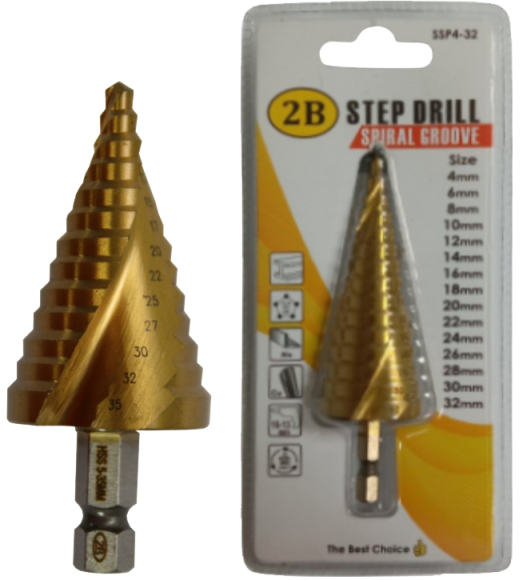 15
17
20
22
25
27
30
32
35
HSS 5-35MM
2B
SSP4-32
2B
STEP DRILL
SPIRAL GROOVE
Size
4mm
6mm
8mm
10mm
12mm
14mm
16mm
18mm
20mm
22mm
24mm
26mm
28mm
30mm
32mm
The Best Choice